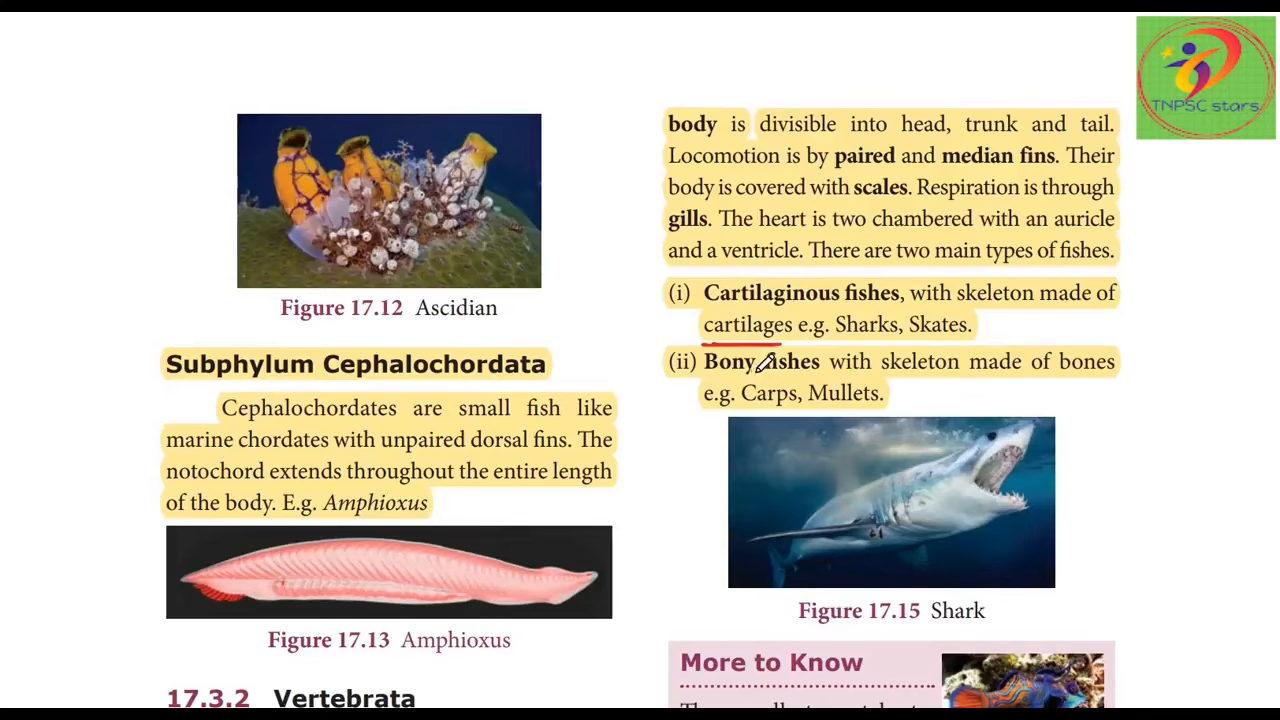 TNPSC stars
Figure 17.12 Ascidian
Subphylum Cephalochordata
Cephalochordates are small fish like
marine chordates with unpaired dorsal fins. The
notochord extends throughout the entire length
of the body. E.g. Amphioxus
Figure 17.13 Amphioxus
17.3.2 Vertebrata
body is divisible into head, trunk and tail.
Locomotion is by paired and median fins. Their
body is covered with scales. Respiration is through
gills. The heart is two chambered with an auricle
and a ventricle. There are two main types of fishes.
(i) Cartilaginous fishes, with skeleton made of
cartilages e.g. Sharks, Skates.
(ii) Bony fishes with skeleton made of bones
e.g. Carps, Mullets.
Figure 17.15 Shark
More to Know